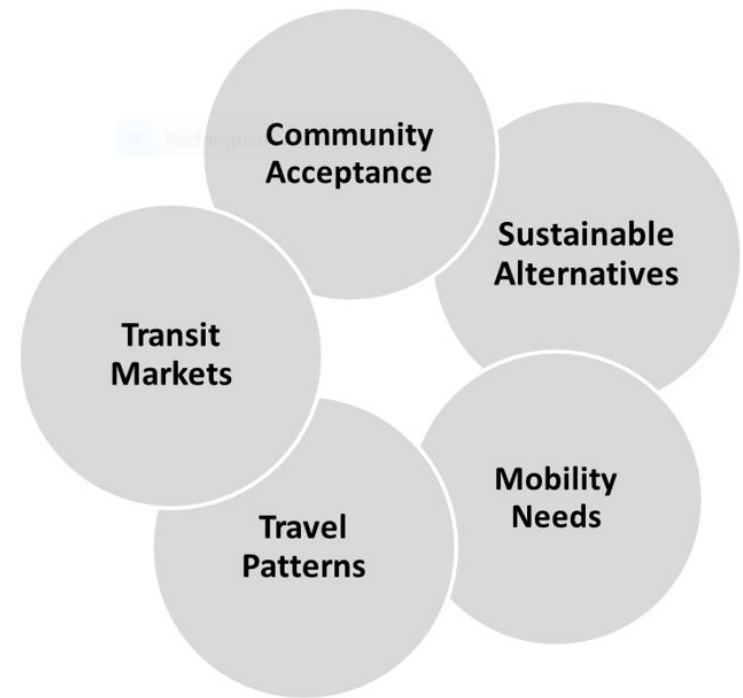 Community
Acceptance
Sustainable
Alternatives
Transit
Markets
Mobility
Needs
Travel
Patterns